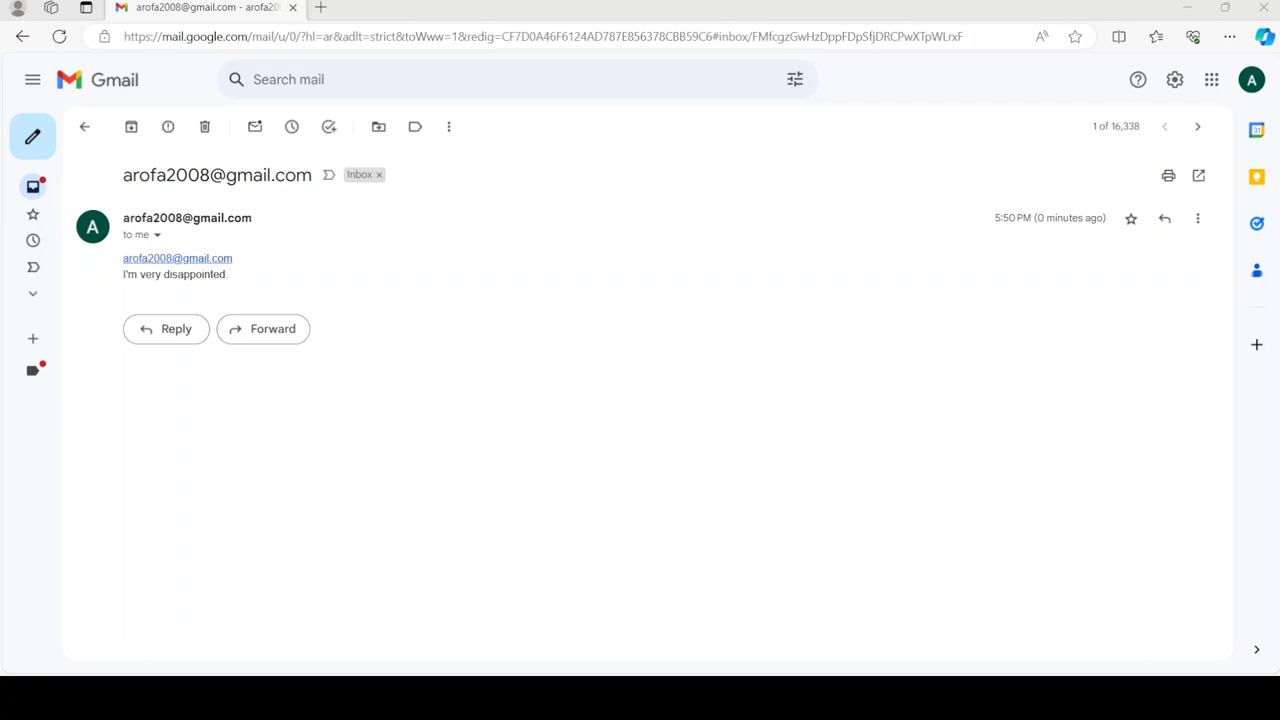 arofa2008@gmail.com - arofa20
https://mail.google.com/mail/u/0/?hl=ar&adlt=strict&toWww=1&redig=CF7D0A46F6124AD787E856378CBB59C6#inbox/FMfcgzGwHzDppFDpSfjDRCPwXTpWLrxF
Gmail
Search mail
A
1 of 16,338
31
arofa2008@gmail.com
Inbox ×
A
arofa2008@gmail.com
5:50 PM (0 minutes ago)
to me
arofa2008@gmail.com
I'm very disappointed.
Reply
Forward